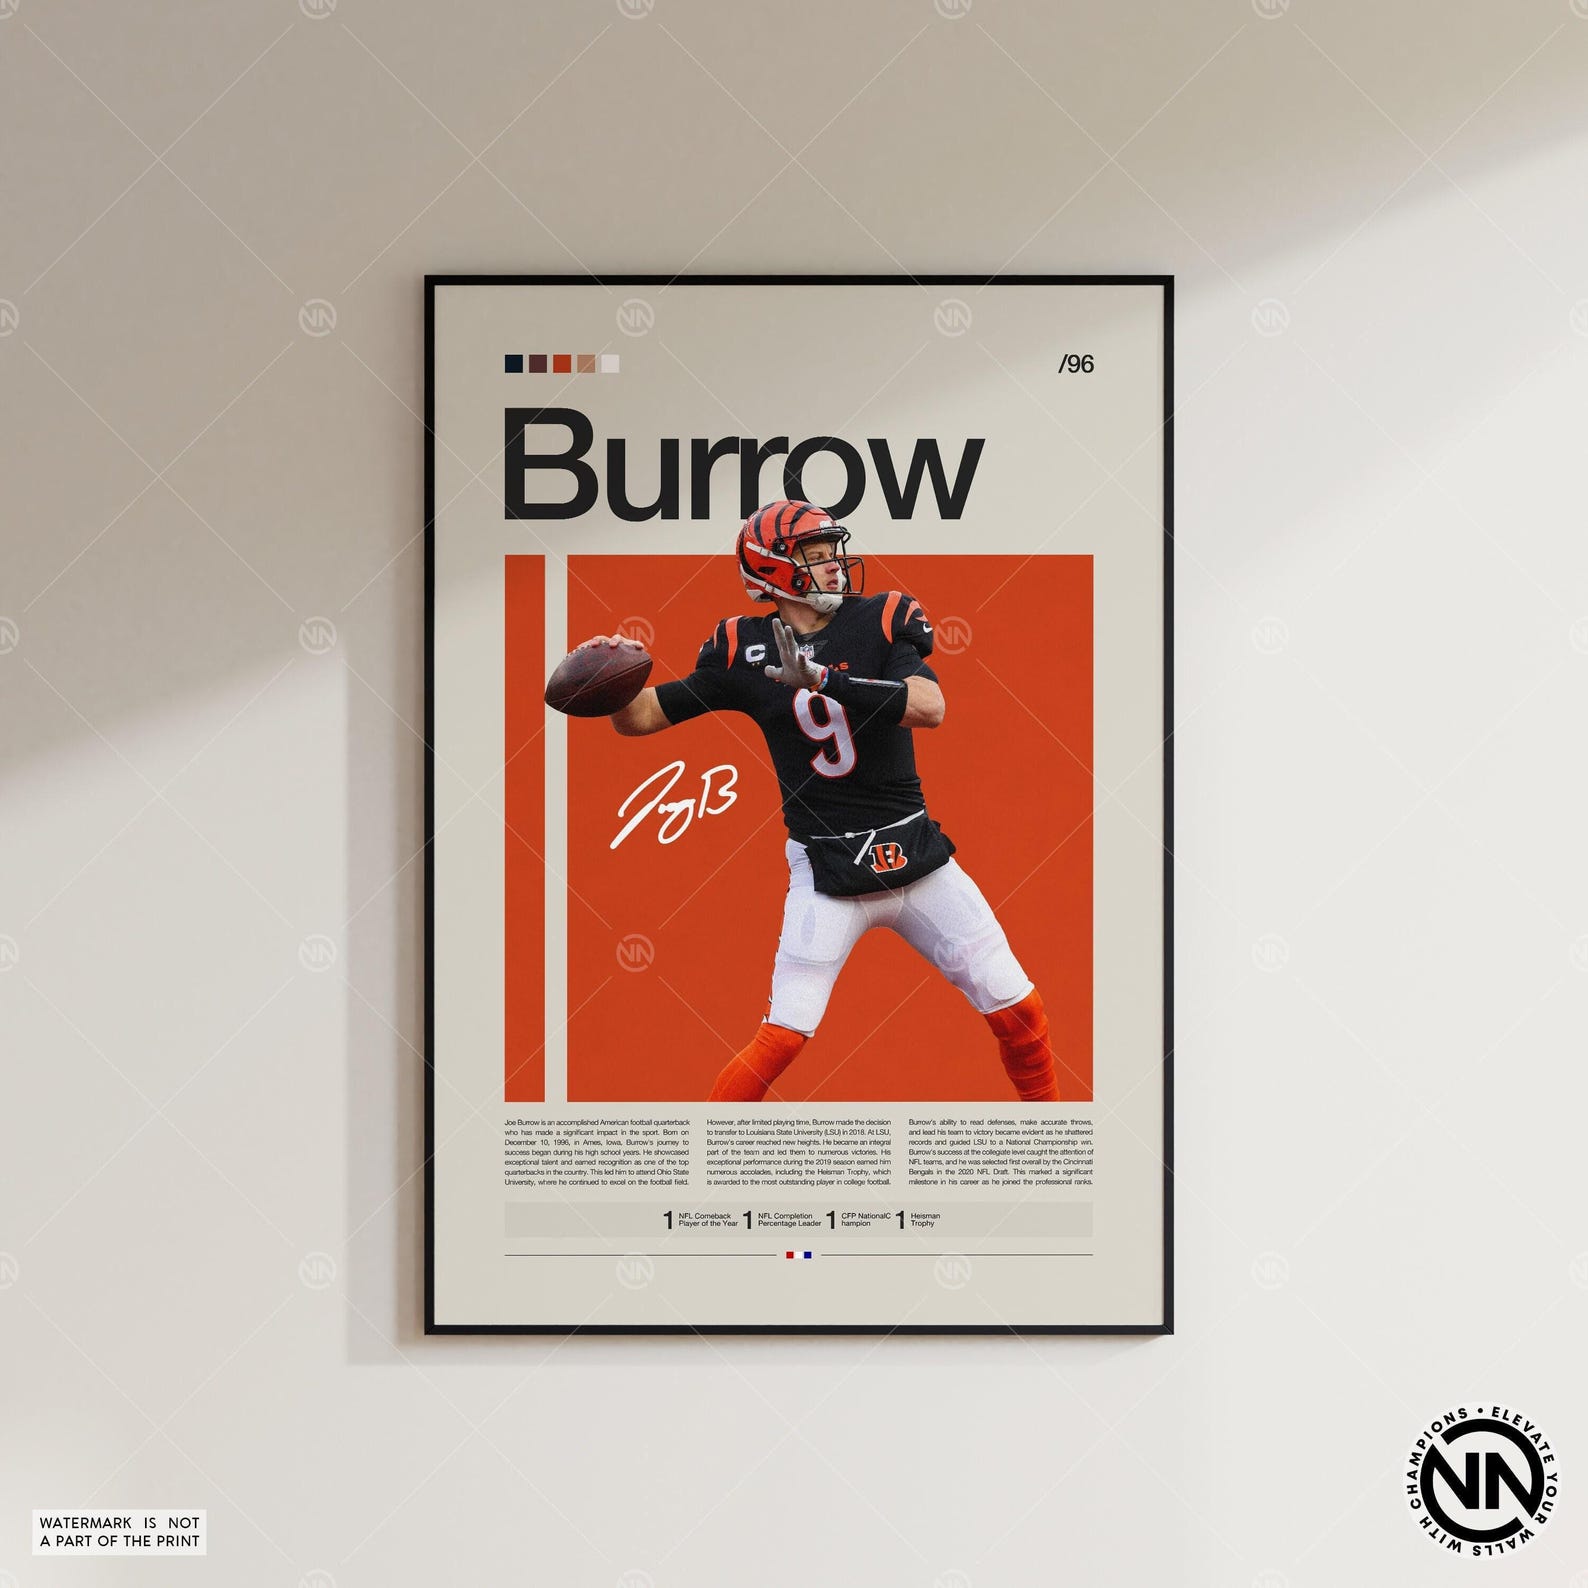 /96
Burrow
C
BENGALS
9
Joey B
B
Joe Burrow is an accomplished American football quarterback
who has made a significant impact in the sport. Born on
December 10, 1996, in Ames, Iowa, Burrow's journey to
success began during his high school years. He showcased
exceptional talent and earned recognition as one of the top
quarterbacks in the country. This led him to attend Ohio State
University, where he continued to excel on the football field.
However, after limited playing time, Burrow made the decision
to transfer to Louisiana State University (LSU) in 2018. At LSU,
Burrow's career reached new heights. He became an integral
part of the team and led them to numerous victories. His
exceptional performance during the 2019 season earned him
numerous accolades, including the Heisman Trophy, which
is awarded to the most outstanding player in college football.
Burrow's ability to read defenses, make accurate throws,
and lead his team to victory became evident as he shattered
records and guided LSU to a National Championship win.
Burrow's success at the collegiate level caught the attention of
NFL teams, and he was selected first overall by the Cincinnati
Bengals in the 2020 NFL Draft. This marked a significant
milestone in his career as he joined the professional ranks.
1 NFL Comeback
Player of the Year
1 NFL Completion
Percentage Leader
1 CFP NationalC
hampion
1 Heisman
Trophy
WATERMARK IS NOT
A PART OF THE PRINT
NN
ELEVATE YOUR WALLS WITH CHAMPIONS •